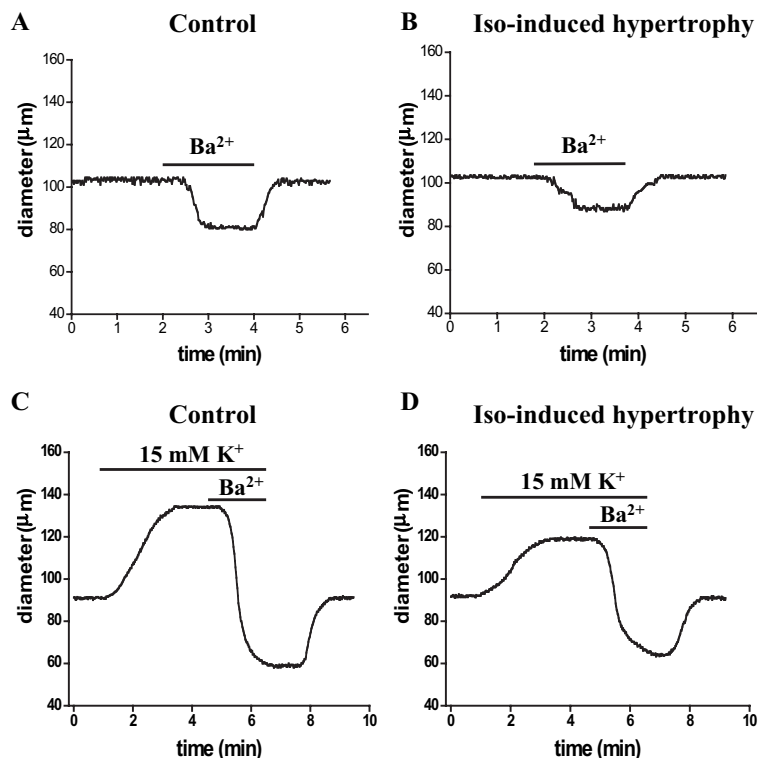 A Control
B Iso-induced hypertrophy
160
140
120
100
80
60
40
diameter (μm)
Ba²⁺
0 1 2 3 4 5 6
time (min)
160
140
120
100
80
60
40
diameter (μm)
Ba²⁺
0 1 2 3 4 5 6
time (min)
C Control
D Iso-induced hypertrophy
160
140
120
100
80
60
40
diameter (μm)
15 mM K⁺
Ba²⁺
0 2 4 6 8 10
time (min)
160
140
120
100
80
60
40
diameter (μm)
15 mM K⁺
Ba²⁺
0 2 4 6 8 10
time (min)